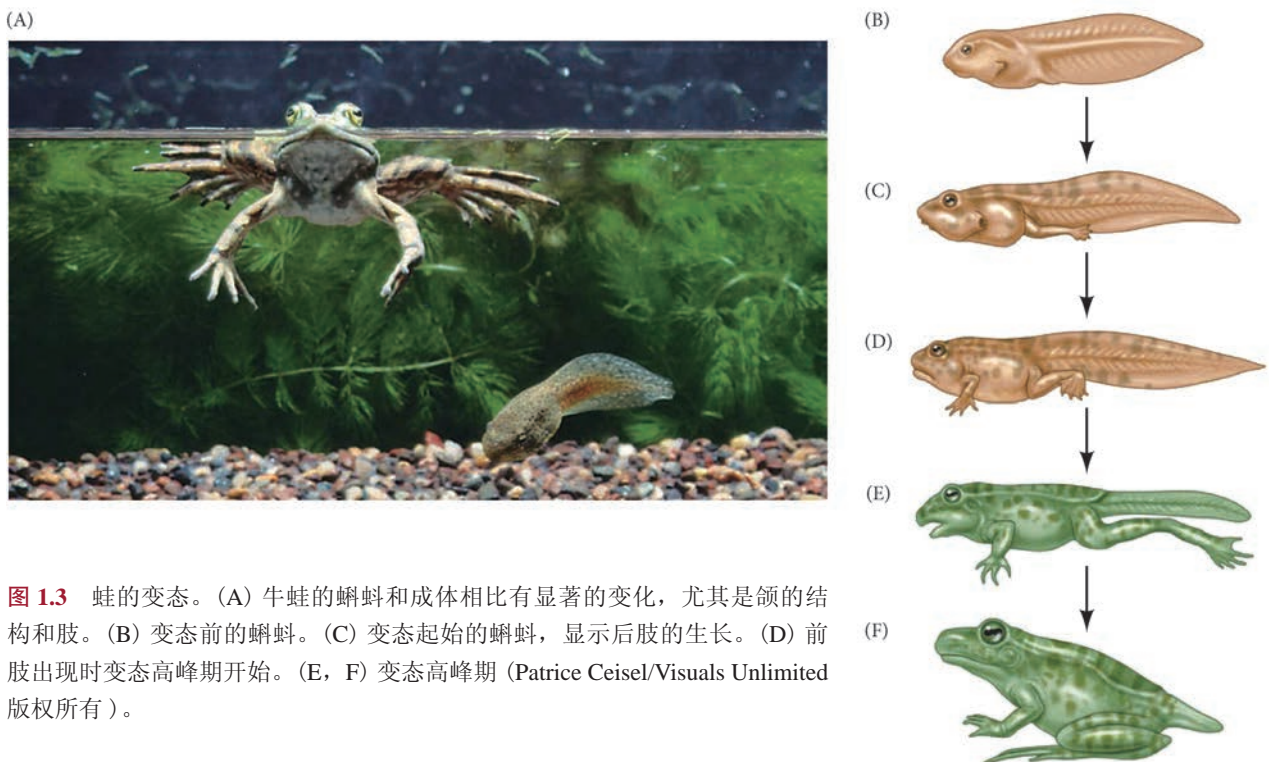 (A)
(B)
(C)
(D)
(E)
(F)
图 1.3 蛙的变态。(A) 牛蛙的蝌蚪和成体相比有显著的变化，尤其是颌的结
构和肢。(B) 变态前的蝌蚪。(C) 变态起始的蝌蚪，显示后肢的生长。(D) 前
肢出现时变态高峰期开始。(E，F) 变态高峰期 (Patrice Ceisel/Visuals Unlimited
版权所有 )。